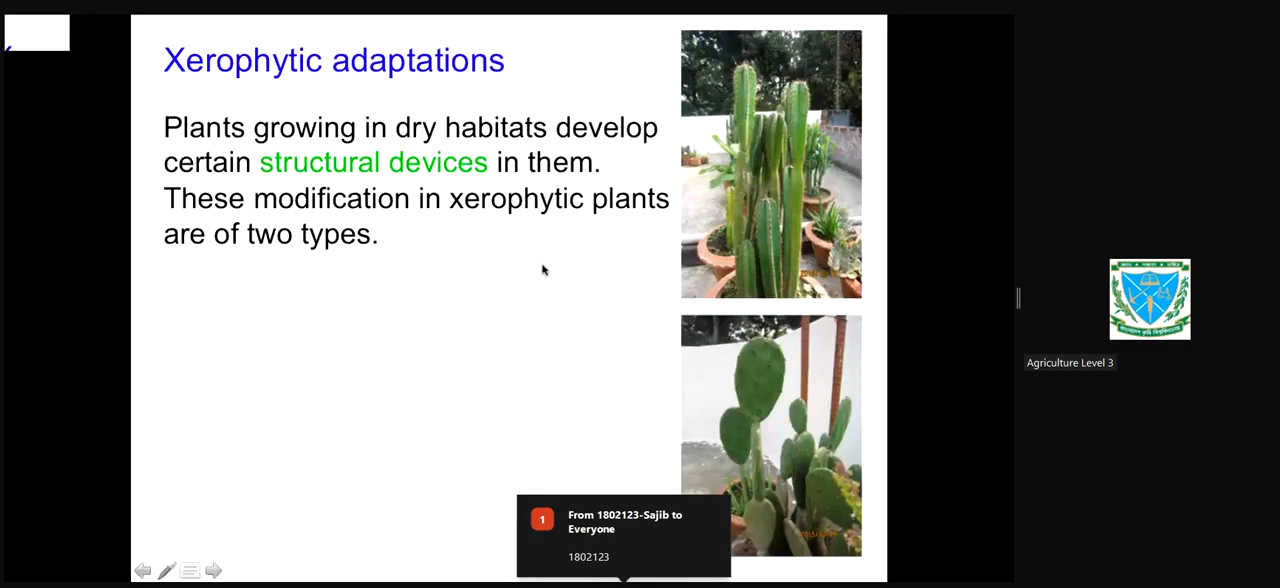 Xerophytic adaptations
Plants growing in dry habitats develop
certain structural devices in them.
These modification in xerophytic plants
are of two types.
From 1802123-Sajib to
Everyone
1
1802123
Agriculture Level 3